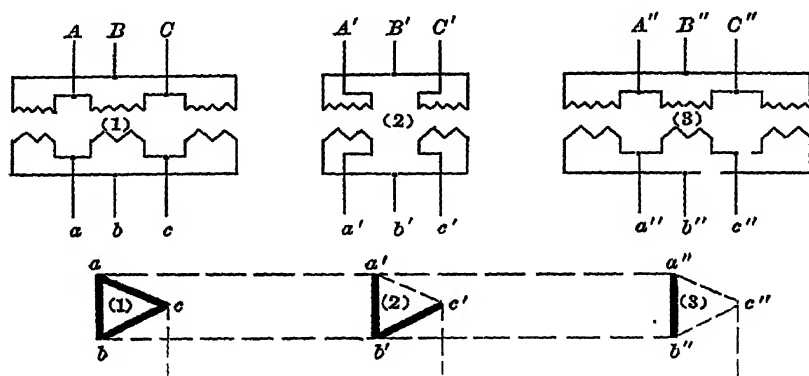 A B C A′ B′ C′ A″ B″ C″
(1) (2) (3)
a b c a′ b′ c′ a″ b″ c″
a a′ a″
(1) c (2) c′ (3) c″
b b′ b″